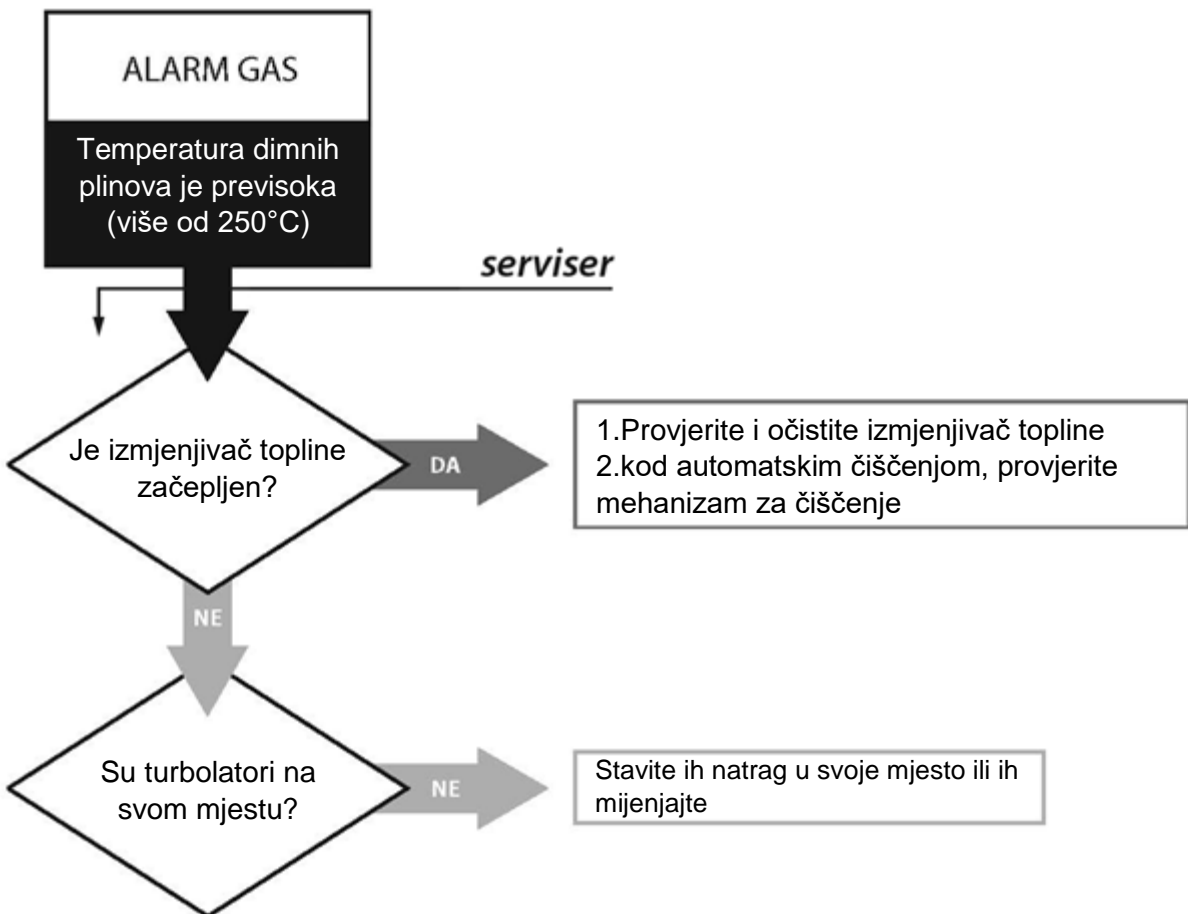 ALARM GAS
Temperatura dimnih
plinova je previsoka
(više od 250°C)
serviser
Je izmjenjivač topline
začepljen?
DA
1.Provjerite i očistite izmjenjivač topline
2.kod automatskim čiščenjom, provjerite
mehanizam za čiščenje
NE
Su turbolatori na
svom mjestu?
NE
Stavite ih natrag u svoje mjesto ili ih
mijenjajte